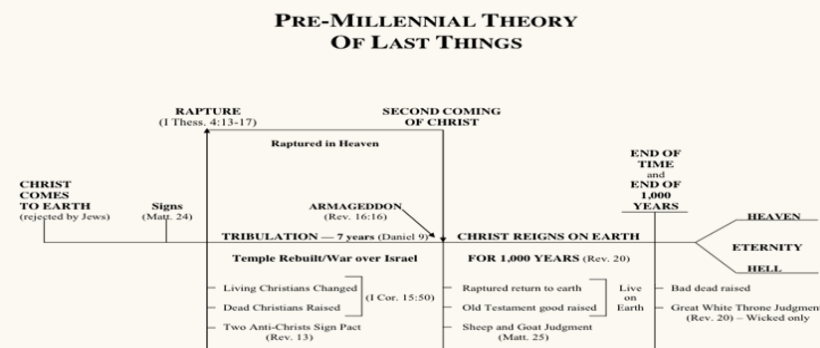 PRE-MILLENNIAL THEORY
OF LAST THINGS
RAPTURE
(I Thess. 4:13-17)
SECOND COMING
OF CHRIST
Raptured in Heaven
END OF
TIME
and
END OF
1,000
YEARS
CHRIST
COMES
TO EARTH
(rejected by Jews)
Signs
(Matt. 24)
ARMAGEDDON
(Rev. 16:16)
HEAVEN
ETERNITY
HELL
TRIBULATION — 7 years (Daniel 9)
CHRIST REIGNS ON EARTH
Temple Rebuilt/War over Israel
FOR 1,000 YEARS (Rev. 20)
Living Christians Changed
Dead Christians Raised
(I Cor. 15:50)
Two Anti-Christs Sign Pact
(Rev. 13)
Raptured return to earth
Old Testament good raised
Live
on
Earth
Sheep and Goat Judgment
(Matt. 25)
Bad dead raised
Great White Throne Judgment
(Rev. 20) – Wicked only